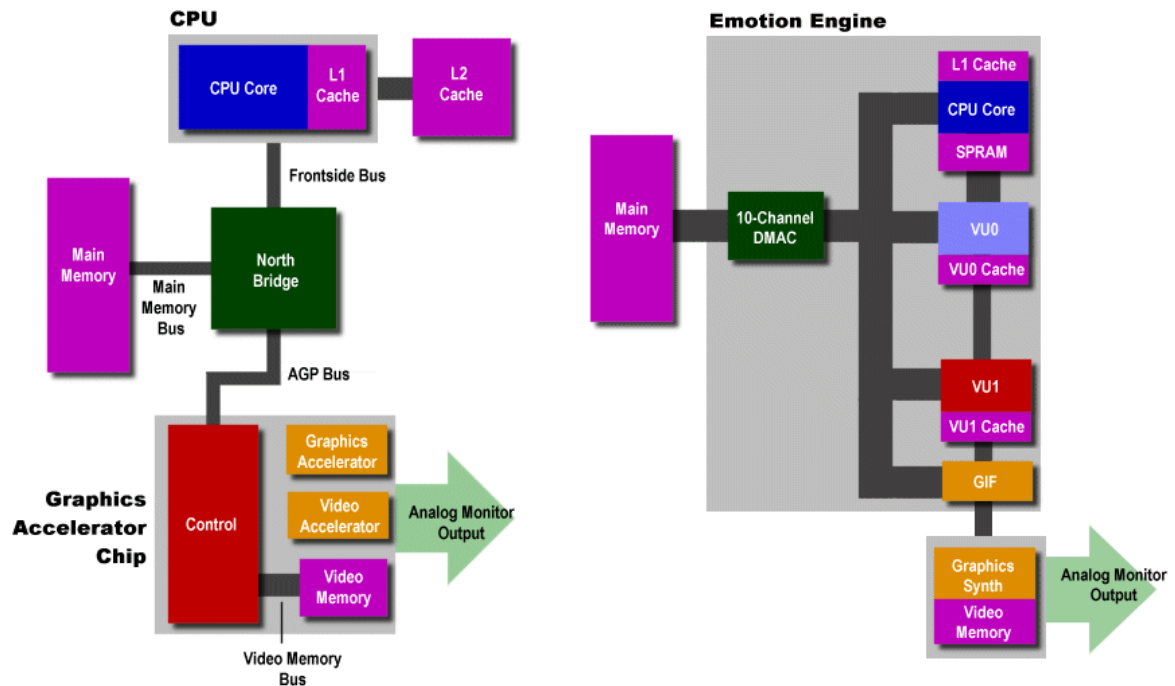 CPU
CPU Core
L1
Cache
L2
Cache
Frontside Bus
Main
Memory
North
Bridge
Main
Memory
Bus
AGP Bus
Graphics
Accelerator
Chip
Control
Graphics
Accelerator
Video
Accelerator
Video
Memory
Analog Monitor
Output
Video Memory
Bus
Emotion Engine
L1 Cache
CPU Core
SPRAM
Main
Memory
10-Channel
DMAC
VU0
VU0 Cache
VU1
VU1 Cache
GIF
Graphics
Synth
Video
Memory
Analog Monitor
Output